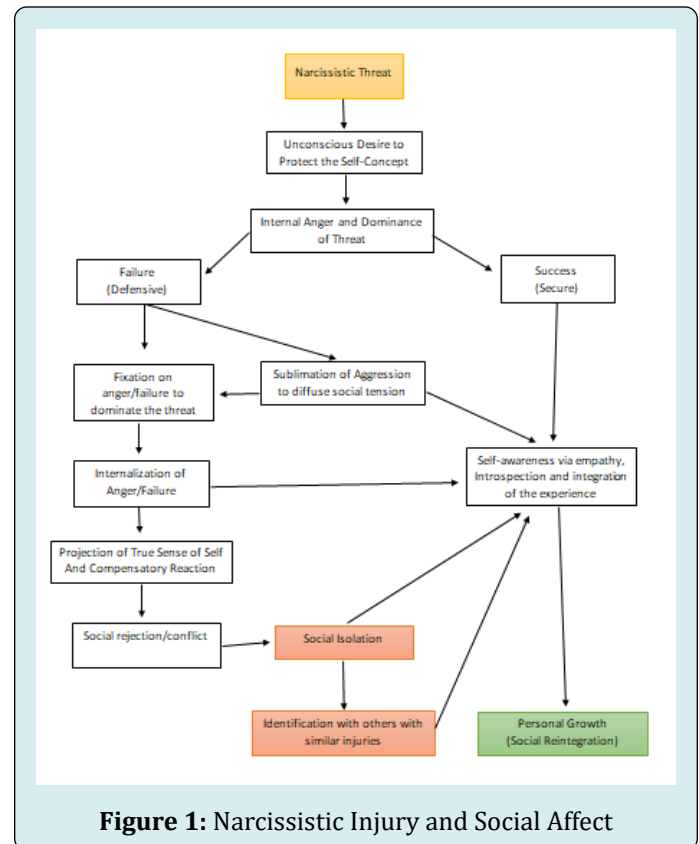 Narcissistic Threat
Unconscious Desire to
Protect the Self-Concept
Internal Anger and Dominance
of Threat
Failure
(Defensive)
Success
(Secure)
Fixation on
anger/failure to
dominate the threat
Sublimation of Aggression
to diffuse social tension
Internalization of
Anger/Failure
Self-awareness via empathy,
Introspection and integration
of the experience
Projection of True Sense of Self
And Compensatory Reaction
Social rejection/conflict
Social Isolation
Identification with others with
similar injuries
Personal Growth
(Social Reintegration)
Figure 1: Narcissistic Injury and Social Affect